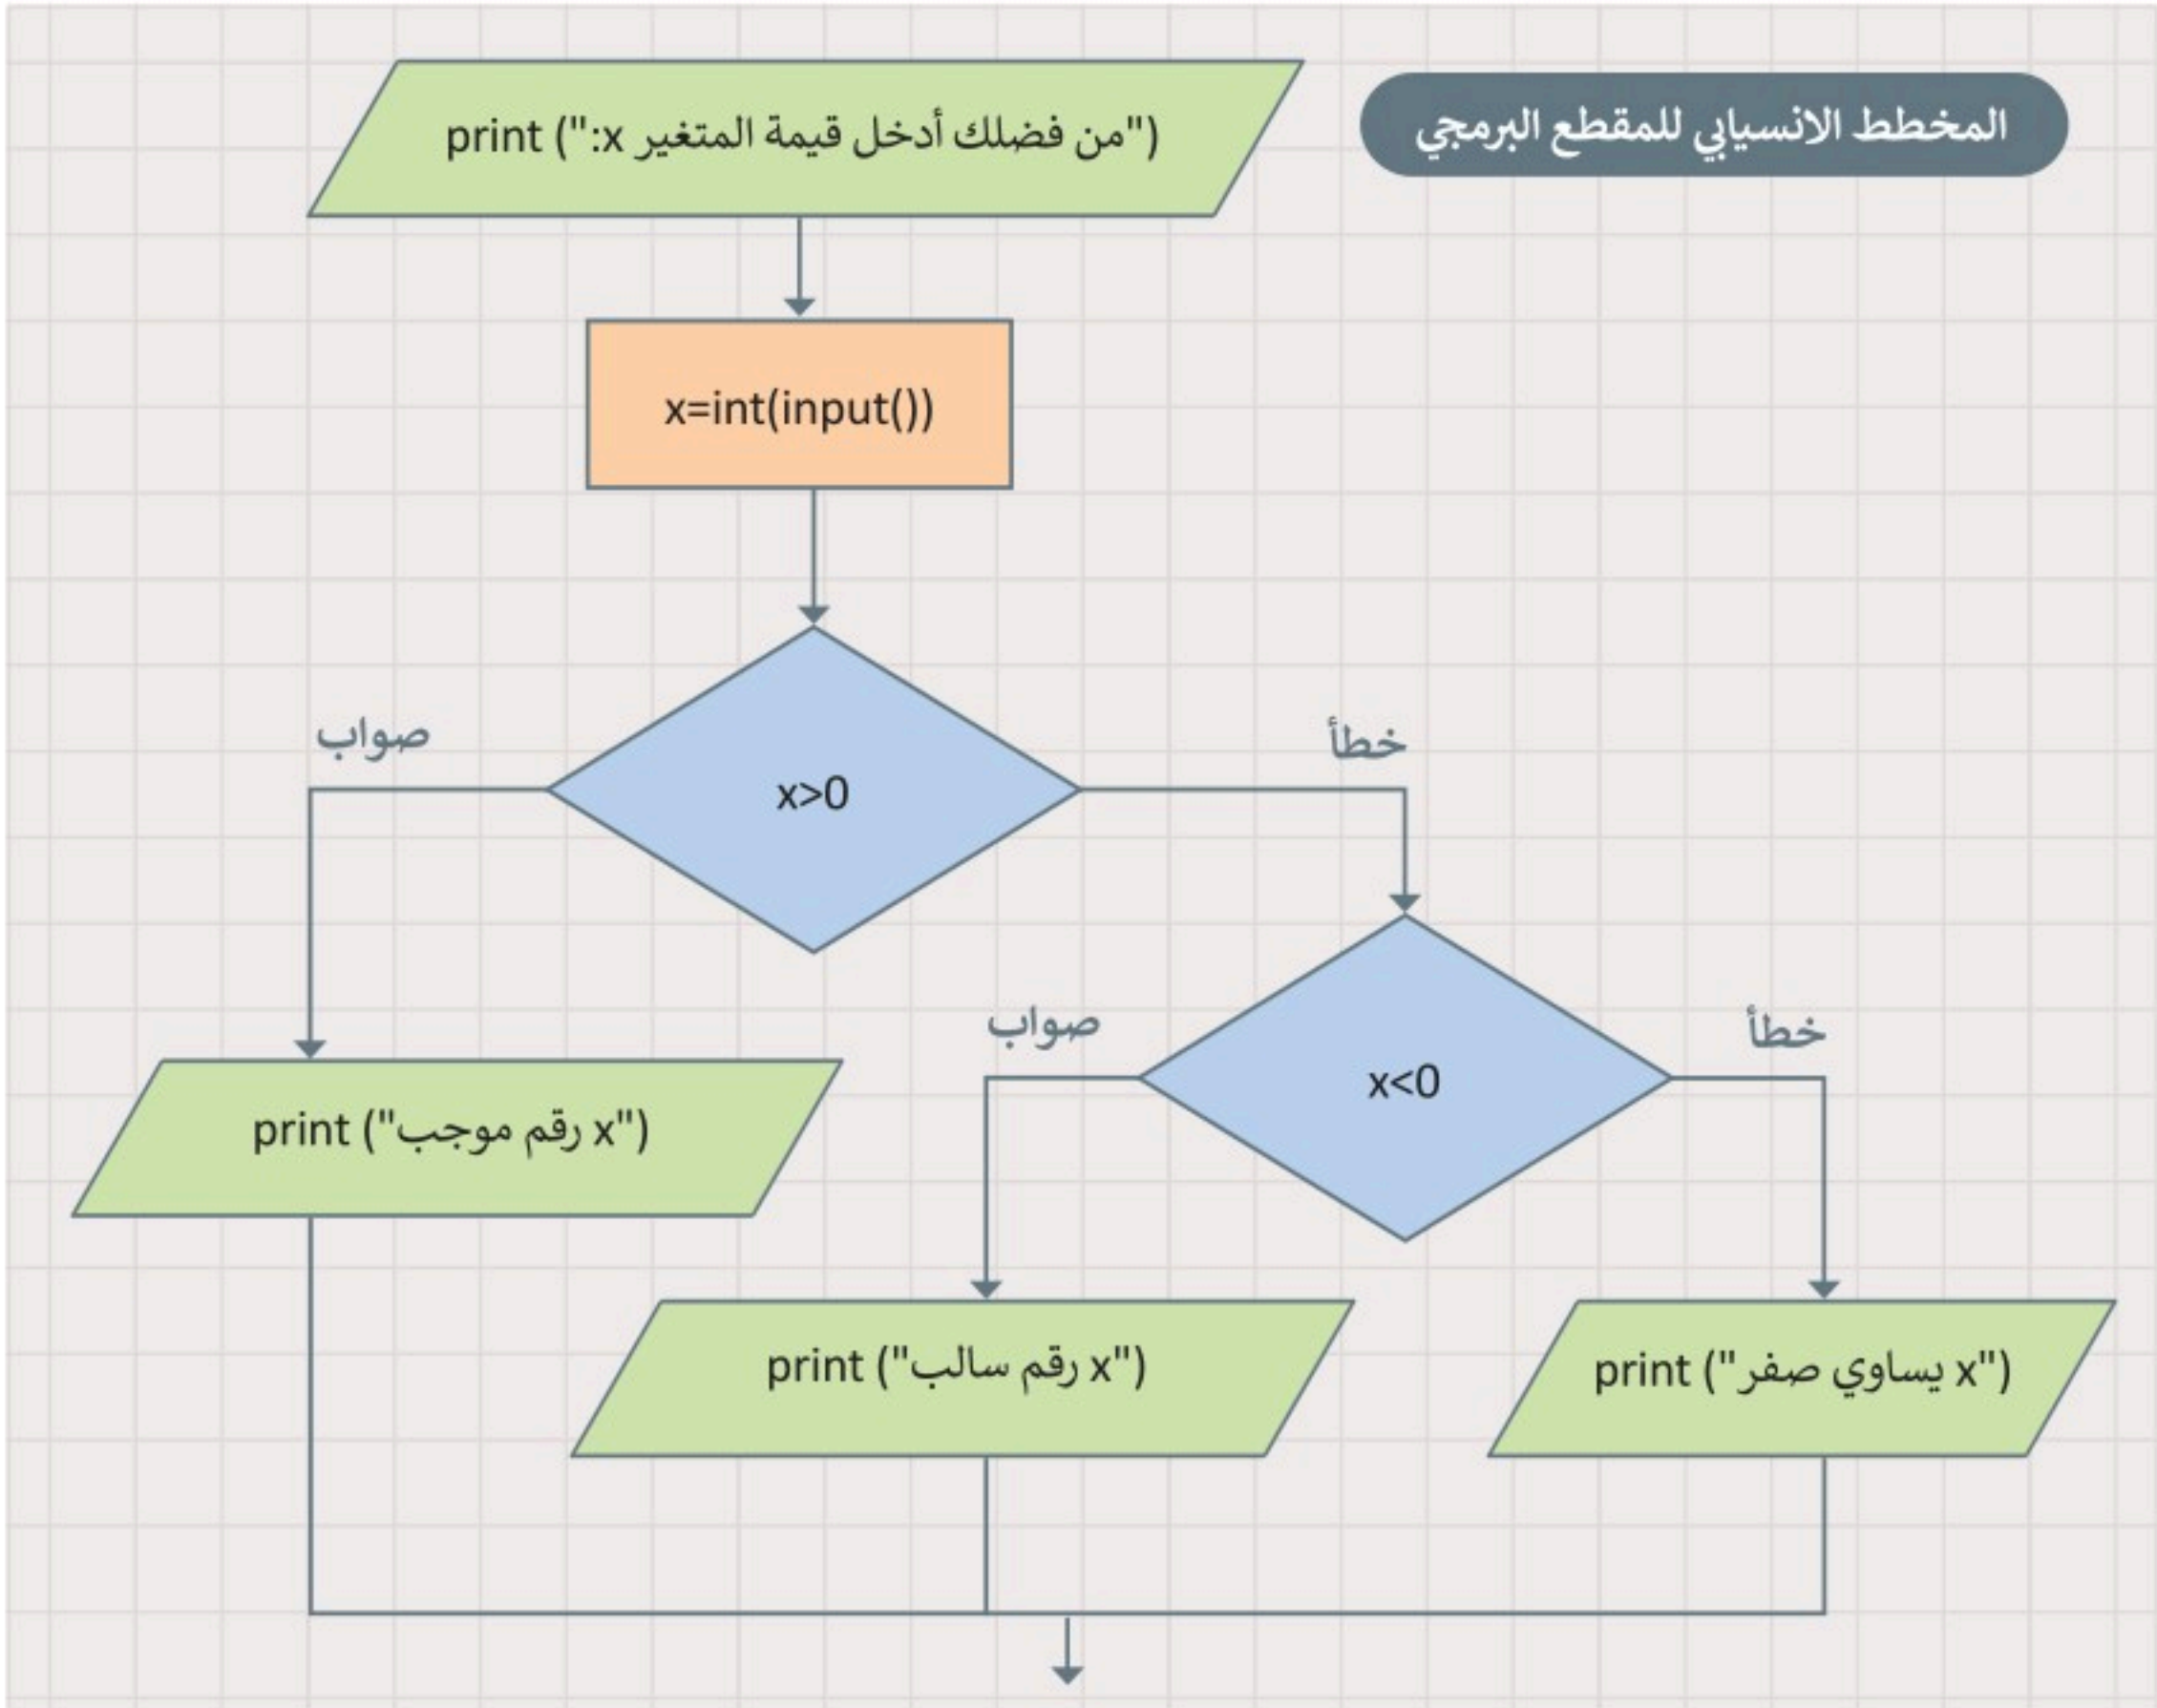 المخطط الانسيابي للمقطع البرمجي
print ("من فضلك أدخل قيمة المتغير x:")
x=int(input())
x>0
صواب
خطأ
x<0
صواب
خطأ
print ("x رقم موجب")
print ("x رقم سالب")
print ("x يساوي صفر")